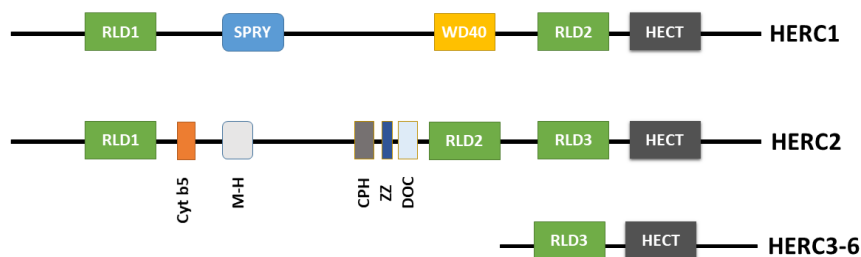 RLD1 SPRY WD40 RLD2 HECT HERC1
RLD1 Cyt b5 M-H CPH ZZ DOC RLD2 RLD3 HECT HERC2
RLD3 HECT HERC3-6